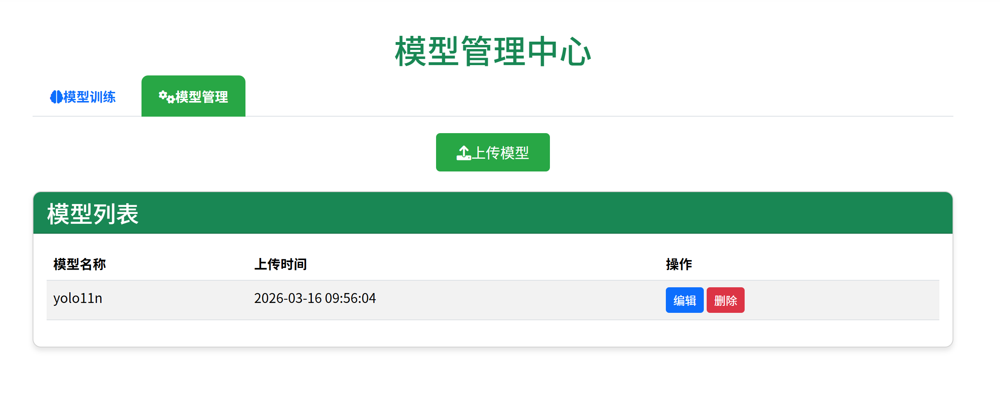 模型管理中心
模型训练 模型管理
上传模型
模型列表
模型名称 上传时间 操作
yolo11n 2026-03-16 09:56:04 编辑 删除